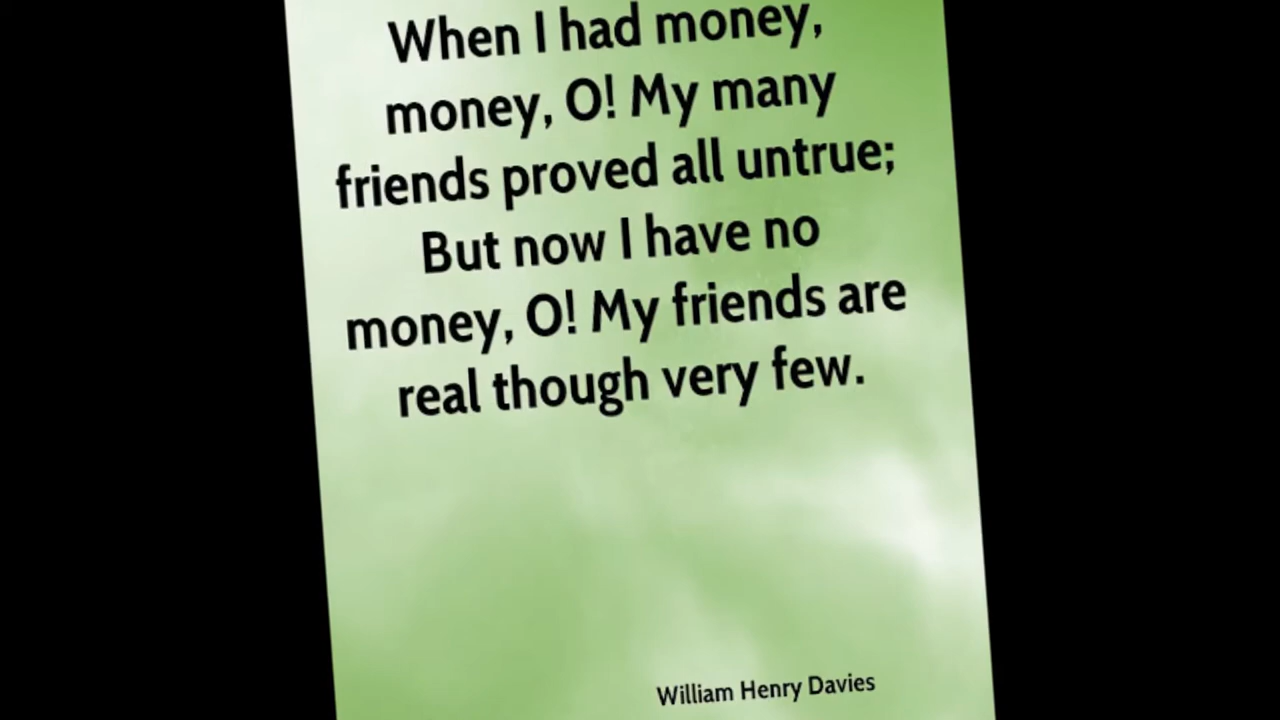 When I had money,
money, O! My many
friends proved all untrue;
But now I have no
money, O! My friends are
real though very few.
William Henry Davies